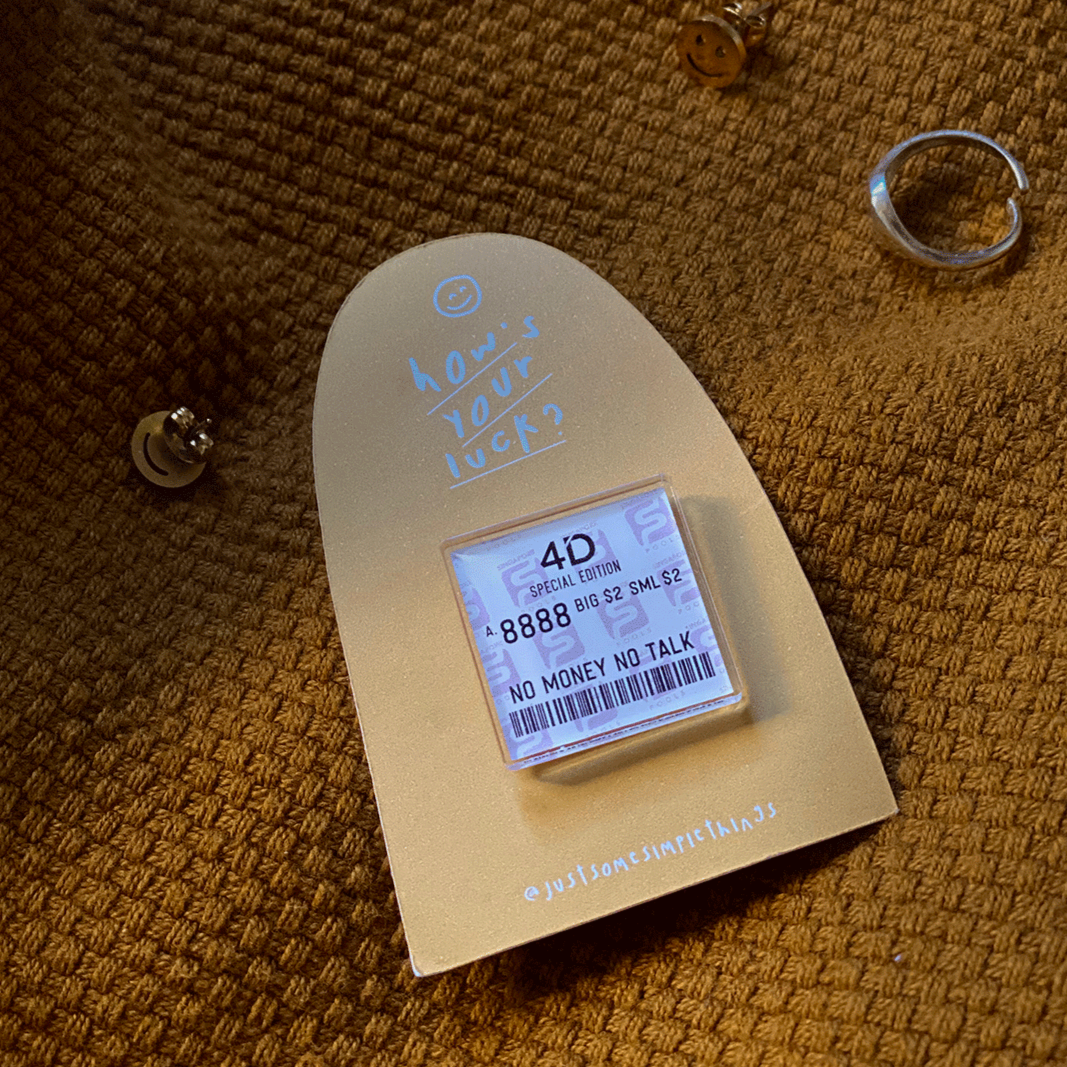 how's
your
luck?
4D
SPECIAL EDITION
A. 8888 BIG $2 SML $2
NO MONEY NO TALK
@justsomesimplethings